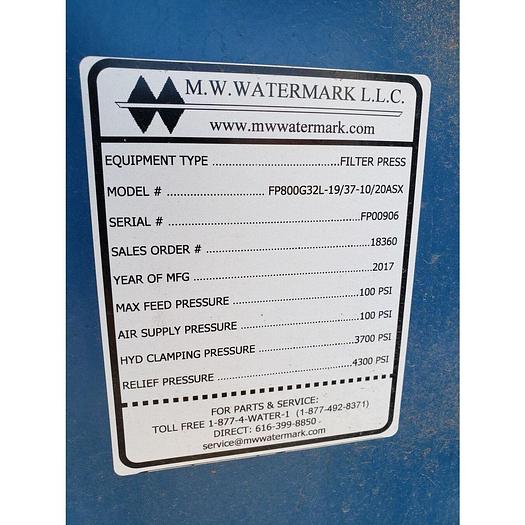 M.W.WATERMARK L.L.C.
www.mwwatermark.com
EQUIPMENT TYPE ..............................FILTER PRESS
MODEL # ......................... FP800G32L-19/37-10/20ASX
SERIAL # ..................................................FP00906
SALES ORDER # ..........................................18360
YEAR OF MFG .............................................2017
MAX FEED PRESSURE ................................100 PSI
AIR SUPPLY PRESSURE ..............................100 PSI
HYD CLAMPING PRESSURE ........................3700 PSI
RELIEF PRESSURE ...................................4300 PSI
FOR PARTS & SERVICE:
TOLL FREE 1-877-4-WATER-1 (1-877-492-8371)
DIRECT: 616-399-8850
service@mwwatermark.com